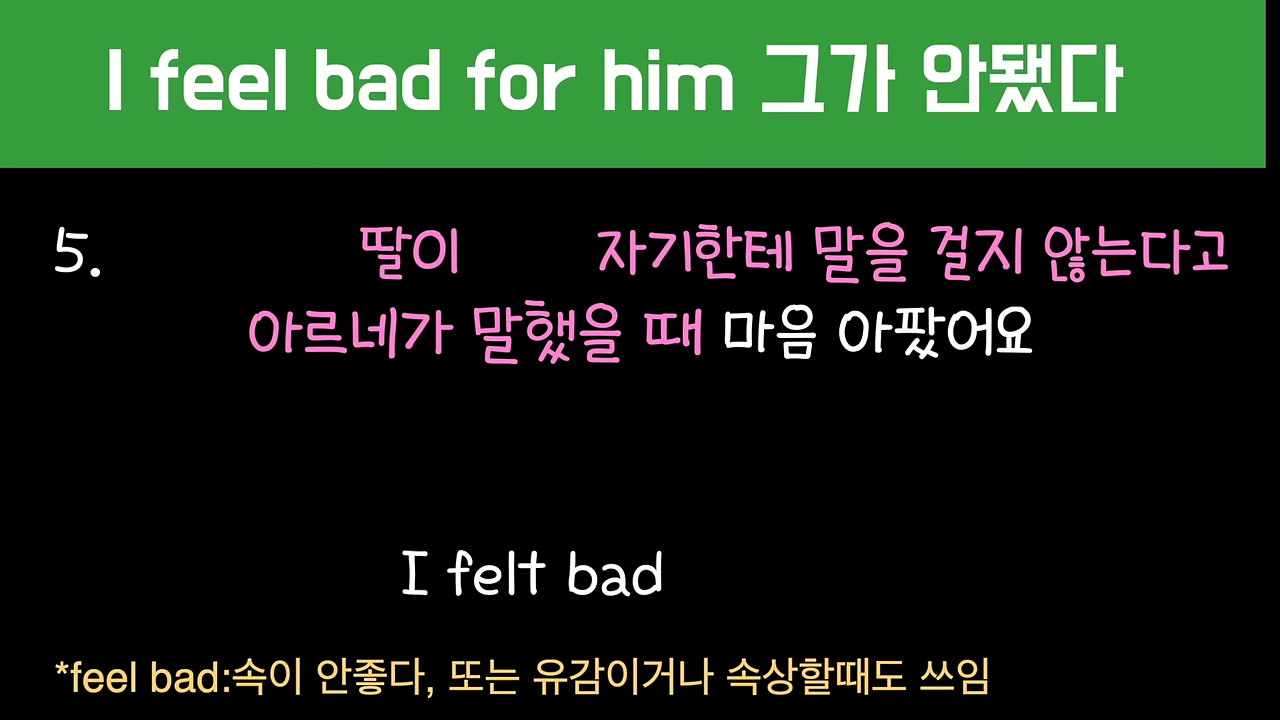 I feel bad for him 그가 안됐다
5. 딸이 자기한테 말을 걸지 않는다고
아르네가 말했을 때 마음 아팠어요
I felt bad
*feel bad:속이 안좋다, 또는 유감이거나 속상할때도 쓰임